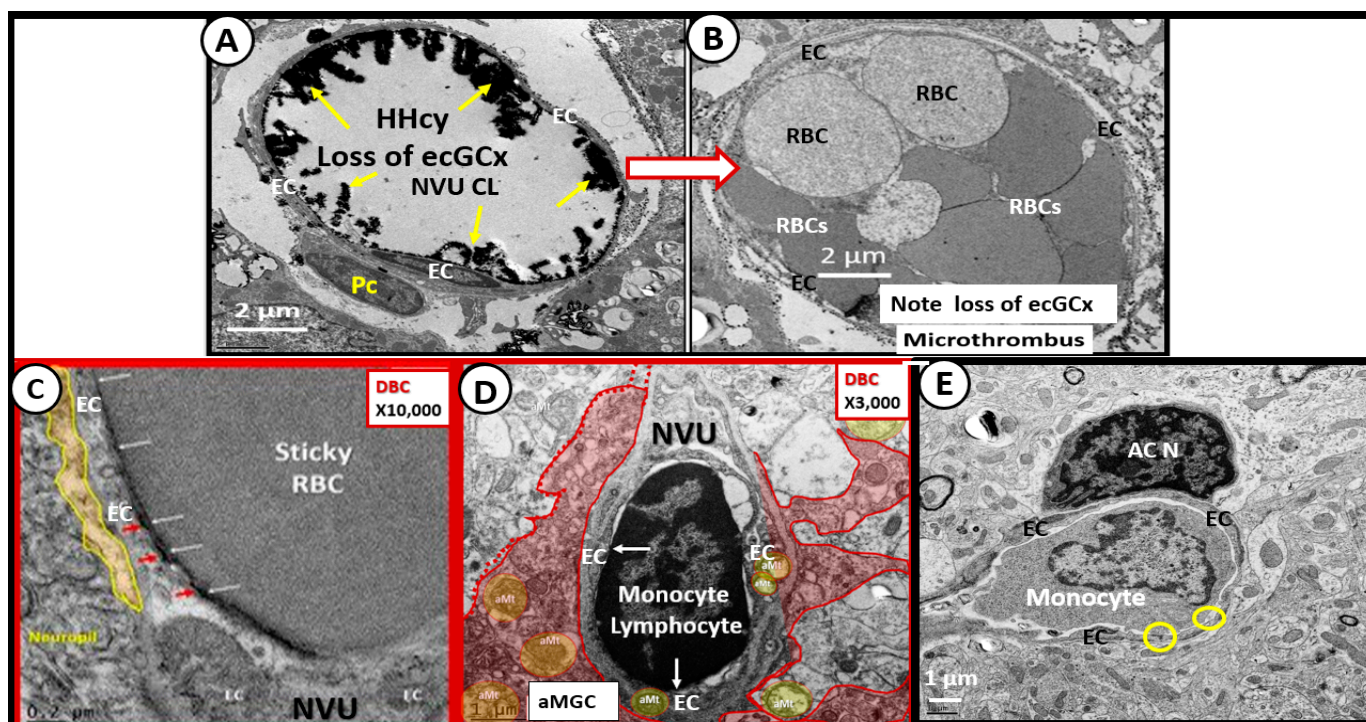 A
HHcy
EC
Loss of ecGCx
EC
NVU CL
EC
Pc
2 μm
B
EC
RBC
RBC
EC
RBCs
RBCs
2 μm
EC
Note loss of ecGCx
Microthrombus
C
EC
DBC
X10,000
Sticky
RBC
EC
Neuropil
EC
EC
NVU
0.2 μm
D
aMt
DBC
X3,000
NVU
EC
EC
aMt
aMt
aMt
Monocyte
Lymphocyte
aMt
aMt
aMt
aMt
EC
1 μm
aMGC
E
AC N
EC
EC
Monocyte
EC
1 μm